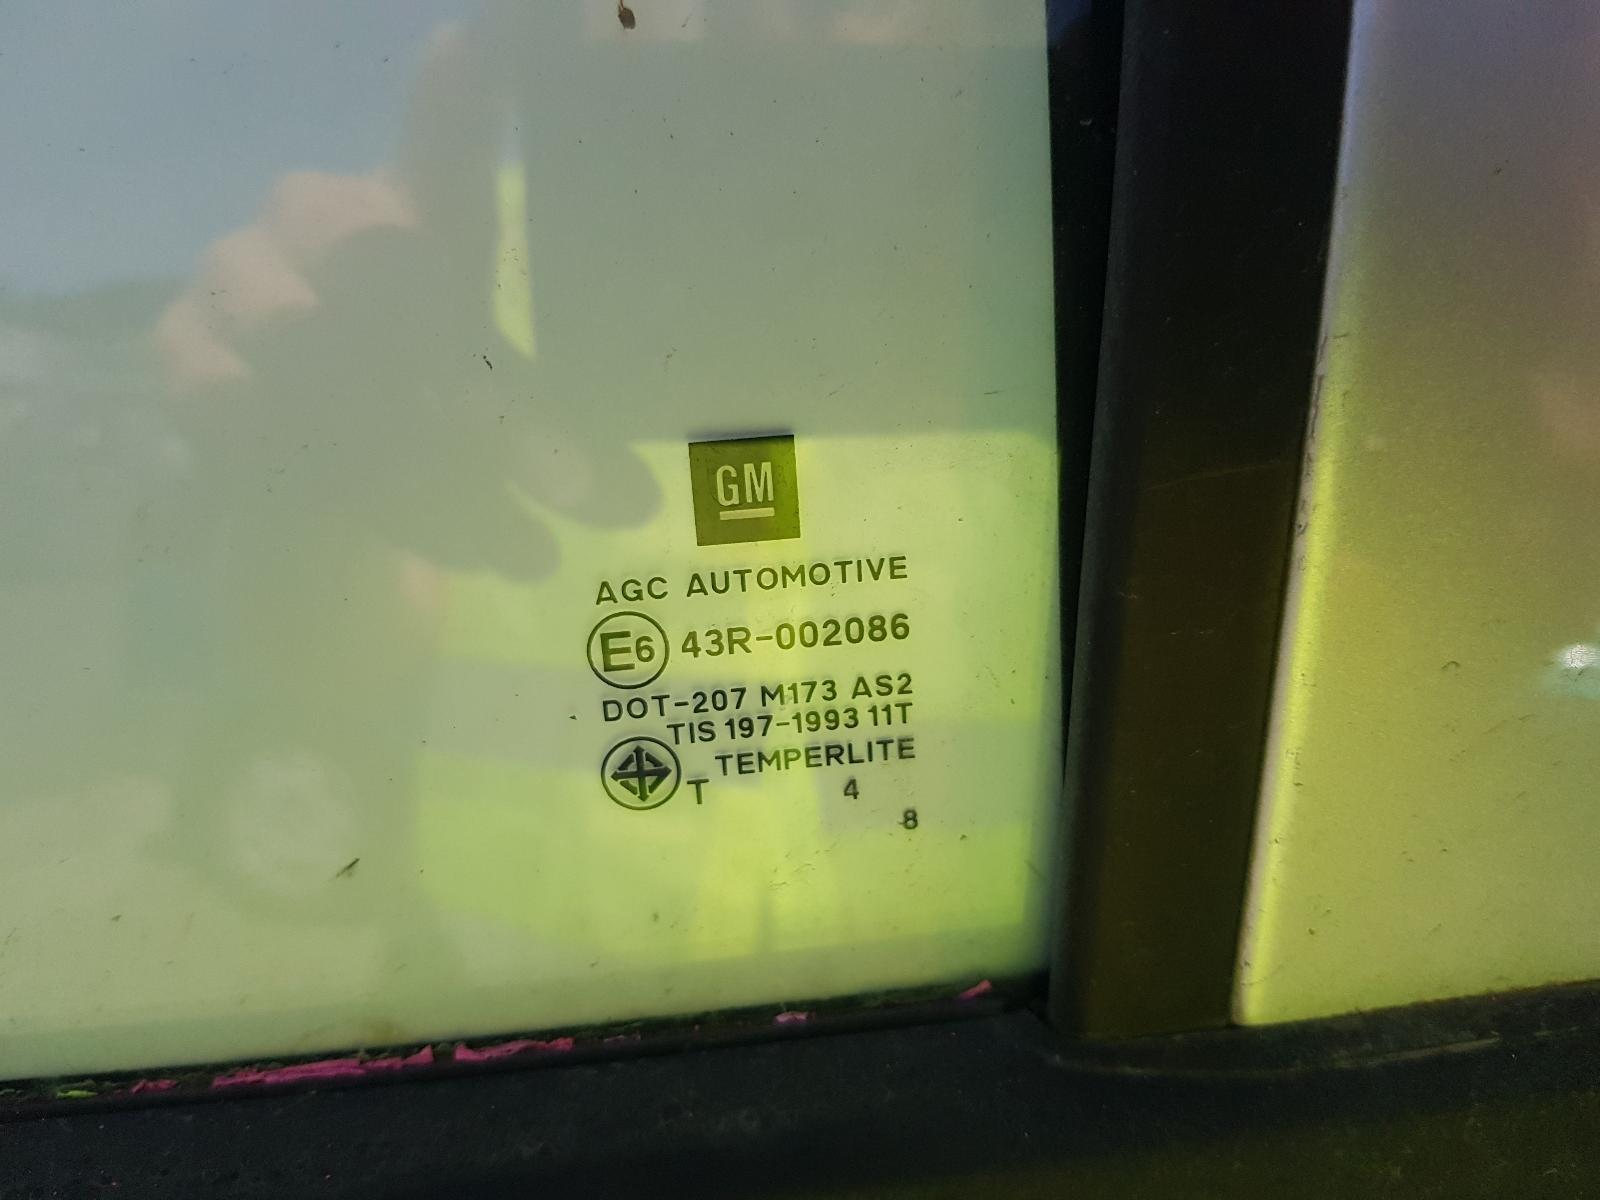 GM
AGC AUTOMOTIVE
E6 43R-002086
DOT-207 M173 AS2
TIS 197-1993 11T
TEMPERLITE
T 4
8